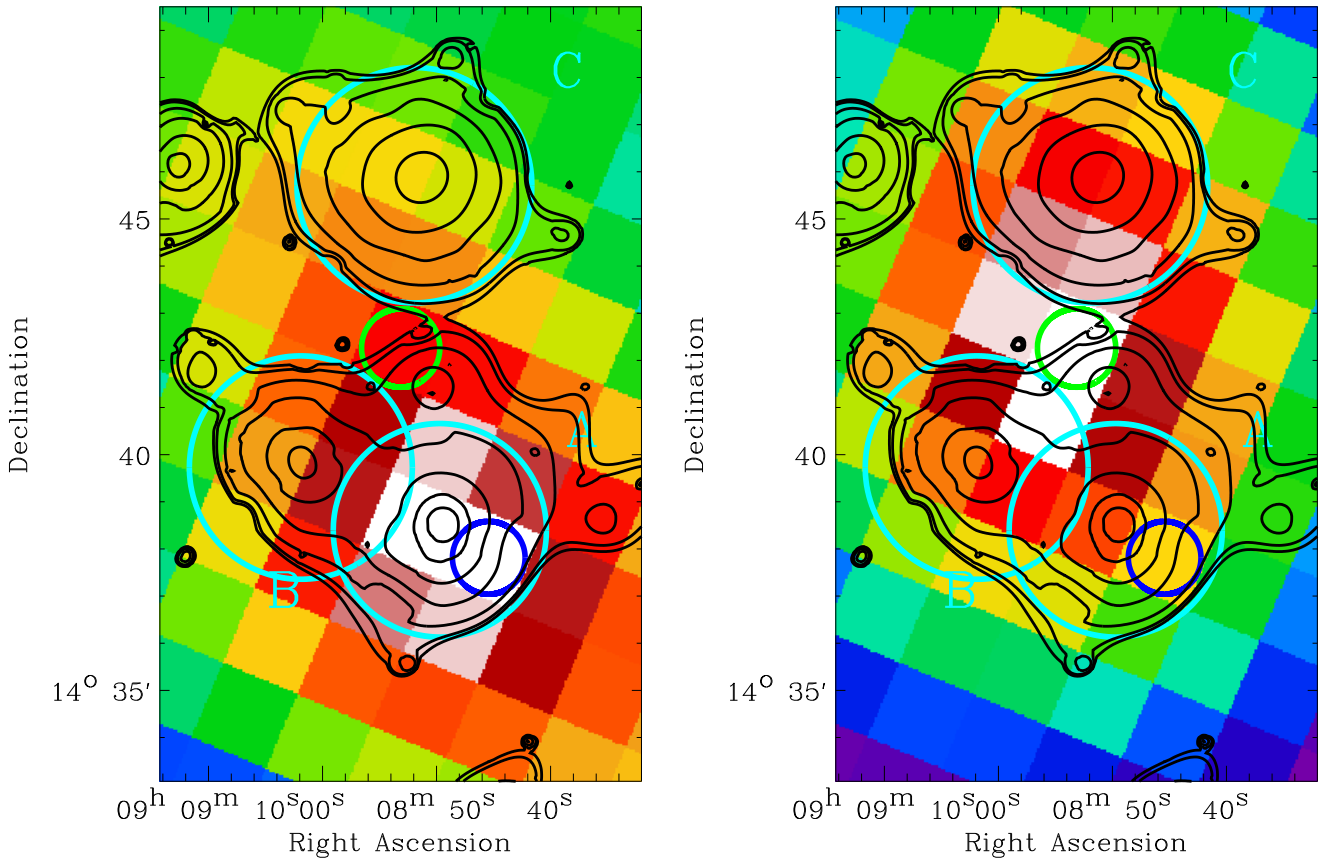 C C
45 45
Declination Declination
A A
40 40
B B
14° 35′ 14° 35′
09ʰ 09ᵐ 10ˢ 00ˢ 08ᵐ 50ˢ 40ˢ 09ʰ 09ᵐ 10ˢ 00ˢ 08ᵐ 50ˢ 40ˢ
Right Ascension Right Ascension